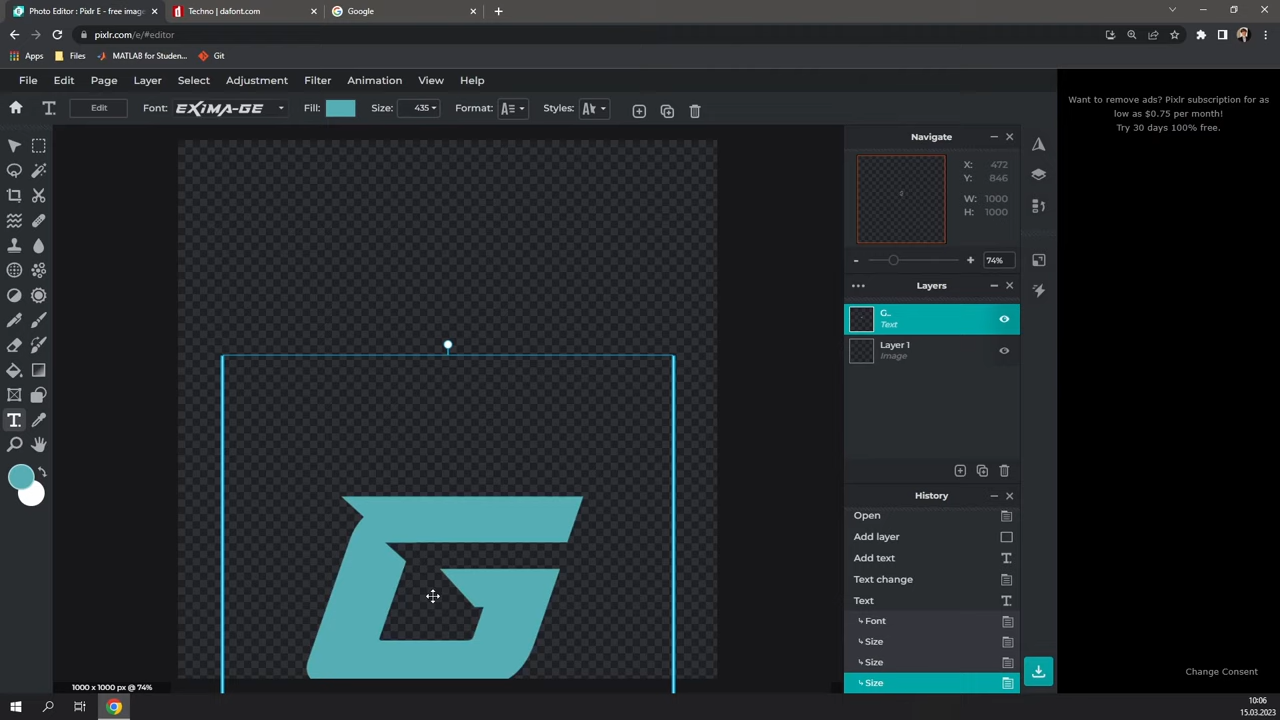 Photo Editor : Pixlr E - free image
Techno | dafont.com
Google
pixlr.com/e/#editor
Apps
Files
MATLAB for Studen...
Git
File
Edit
Page
Layer
Select
Adjustment
Filter
Animation
View
Help
T.
Edit
Font:
EXIMA-GE
Fill:
Size:
435
Format:
Styles:
Navigate
X: 472
Y: 846
W: 1000
H: 1000
- + 74%
Layers
G..
Text
Layer 1
Image
History
Open
Add layer
Add text
Text change
Text
Font
Size
Size
Size
G
1000 x 1000 px @ 74%
Want to remove ads? Pixlr subscription for as
low as $0.75 per month!
Try 30 days 100% free.
Change Consent
10:06
15.03.2023